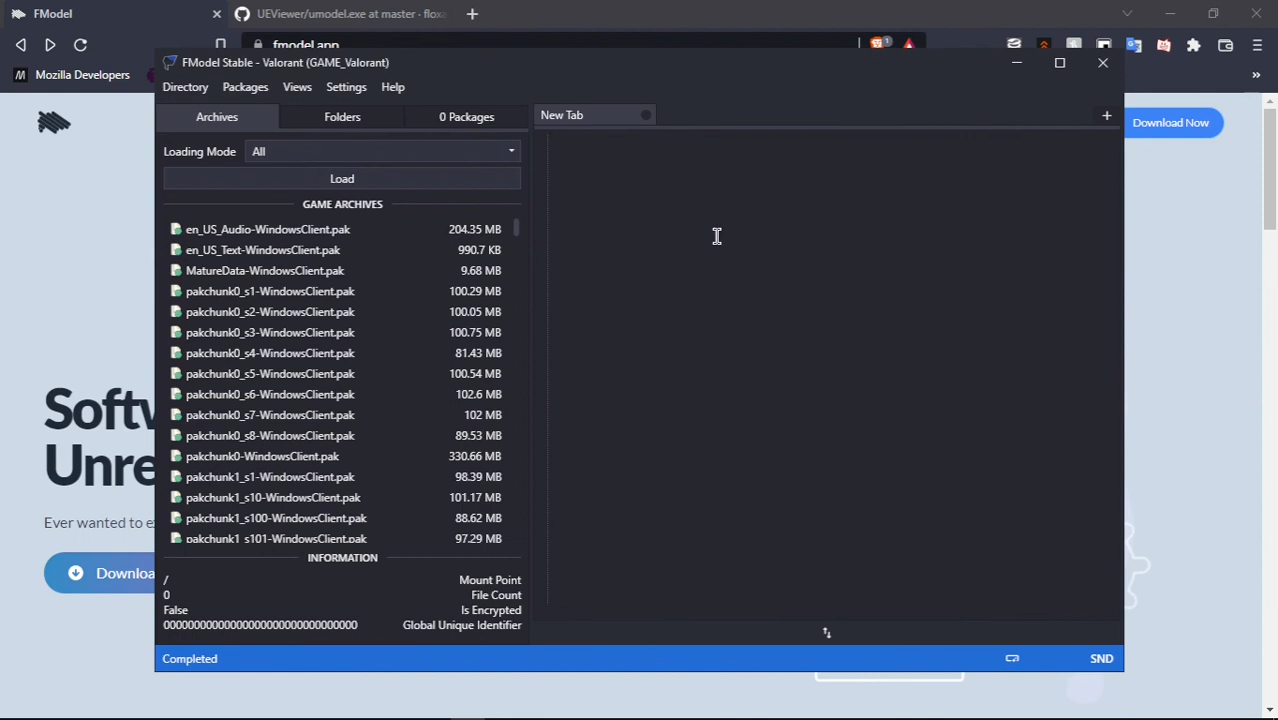 FModel
UEViewer/umodel.exe at master · floxa
fmodel.app
1
Mozilla Developers
Download Now
FModel Stable - Valorant (GAME_Valorant)
Directory Packages Views Settings Help
Archives Folders 0 Packages
New Tab
Loading Mode All
Load
GAME ARCHIVES
en_US_Audio-WindowsClient.pak 204.35 MB
en_US_Text-WindowsClient.pak 990.7 KB
MatureData-WindowsClient.pak 9.68 MB
pakchunk0_s1-WindowsClient.pak 100.29 MB
pakchunk0_s2-WindowsClient.pak 100.05 MB
pakchunk0_s3-WindowsClient.pak 100.75 MB
pakchunk0_s4-WindowsClient.pak 81.43 MB
pakchunk0_s5-WindowsClient.pak 100.54 MB
pakchunk0_s6-WindowsClient.pak 102.6 MB
pakchunk0_s7-WindowsClient.pak 102 MB
pakchunk0_s8-WindowsClient.pak 89.53 MB
pakchunk0-WindowsClient.pak 330.66 MB
pakchunk1_s1-WindowsClient.pak 98.39 MB
pakchunk1_s10-WindowsClient.pak 101.17 MB
pakchunk1_s100-WindowsClient.pak 88.62 MB
pakchunk1_s101-WindowsClient.pak 97.29 MB
INFORMATION
/ Mount Point
0 File Count
False Is Encrypted
00000000000000000000000000000000 Global Unique Identifier
Completed
SND
Softw
Unre
Ever wanted to e
Downloa